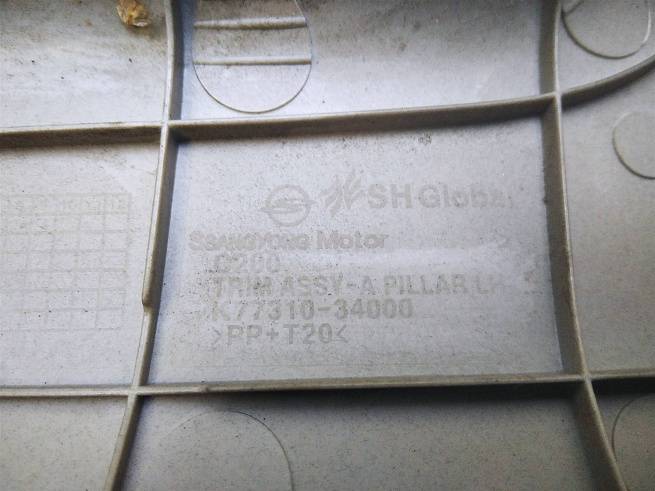 SH Global
SSANGYONG Motor
C200
TRIM ASSY-A PILLAR LH
K77310-34000
>PP+T20<